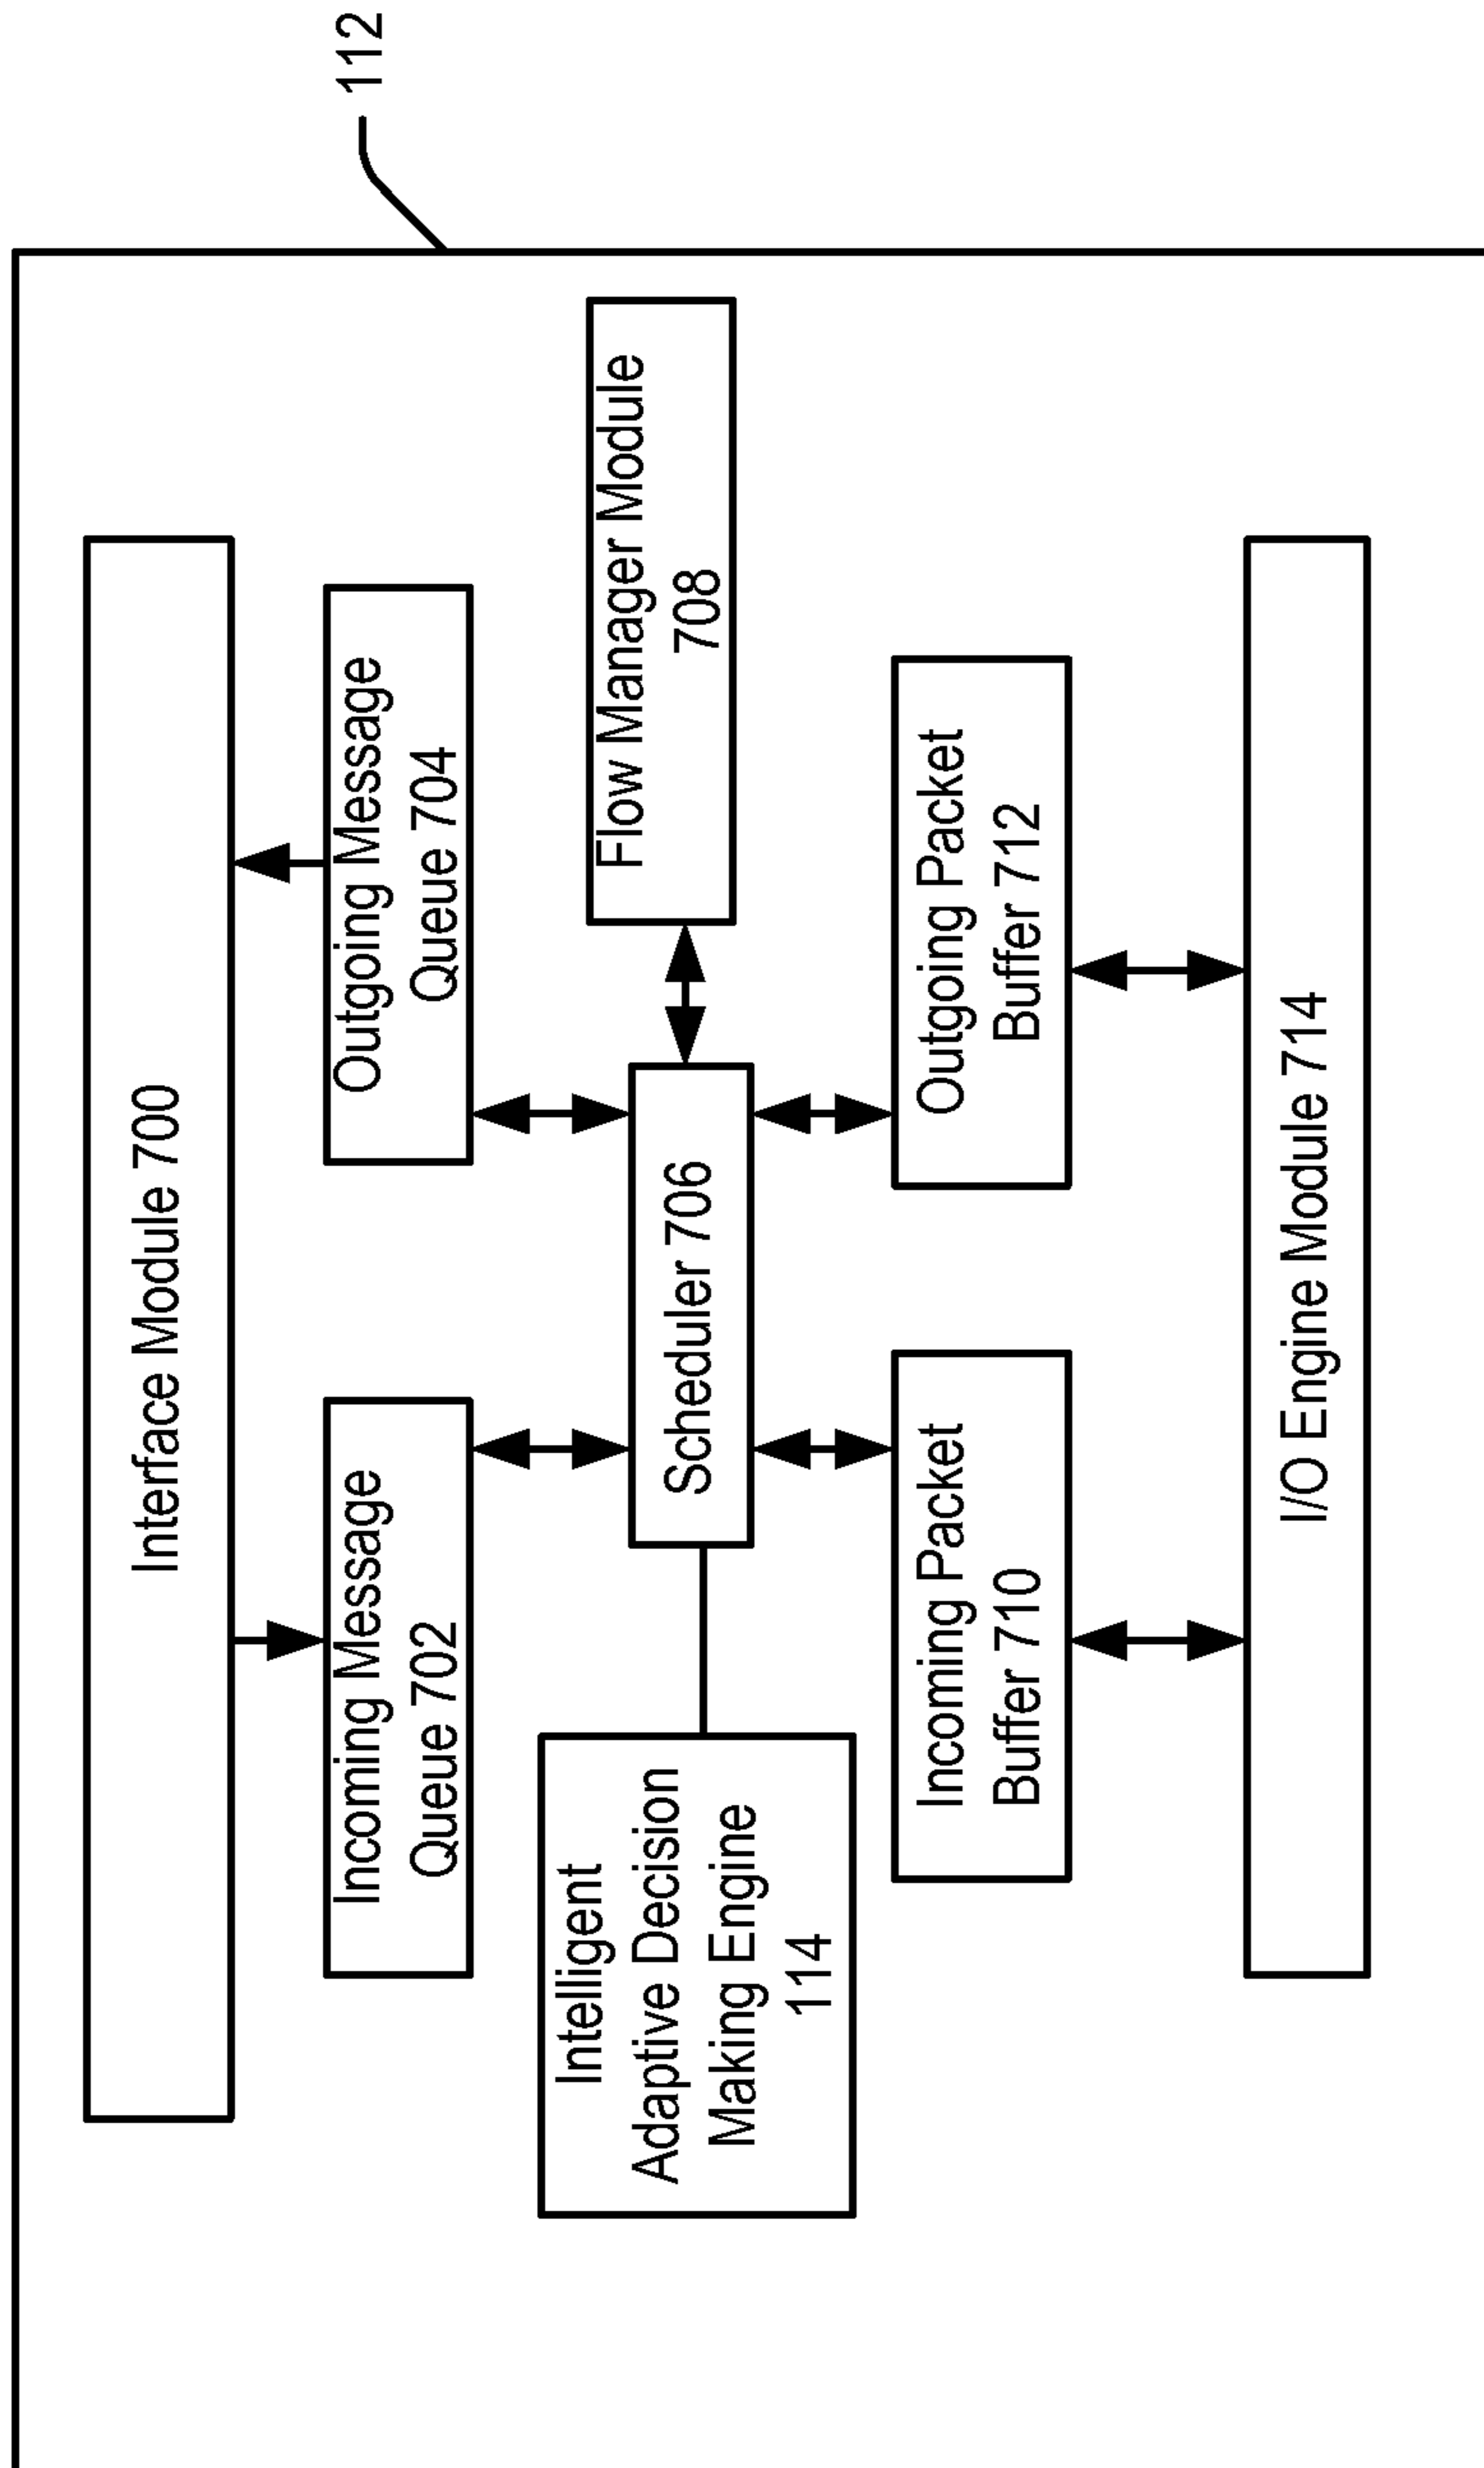 112
Interface Module 700
Incoming Message
Queue 702
Outgoing Message
Queue 704
Intelligent
Adaptive Decision
Making Engine
114
Scheduler 706
Flow Manager Module
708
Incoming Packet
Buffer 710
Outgoing Packet
Buffer 712
I/O Engine Module 714